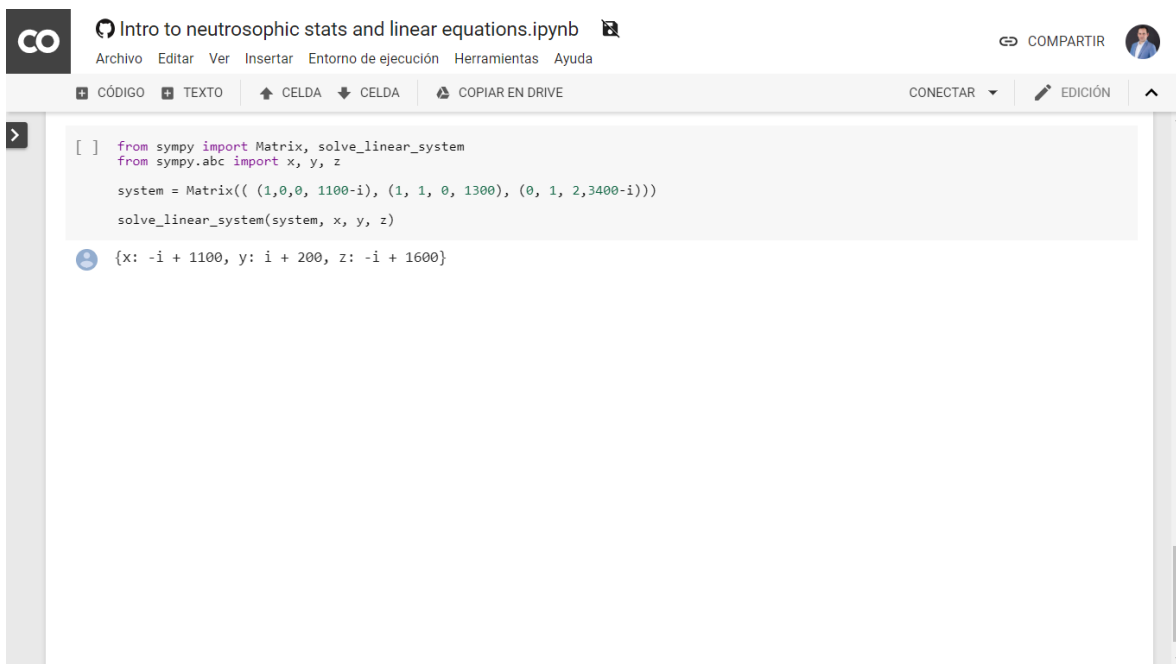 CO
Intro to neutrosophic stats and linear equations.ipynb
COMPARTIR
Archivo Editar Ver Insertar Entorno de ejecución Herramientas Ayuda
CÓDIGO TEXTO CELDA CELDA COPIAR EN DRIVE CONECTAR EDICIÓN
[ ] from sympy import Matrix, solve_linear_system
from sympy.abc import x, y, z
system = Matrix(( (1,0,0, 1100-i), (1, 1, 0, 1300), (0, 1, 2,3400-i)))
solve_linear_system(system, x, y, z)
{x: -i + 1100, y: i + 200, z: -i + 1600}